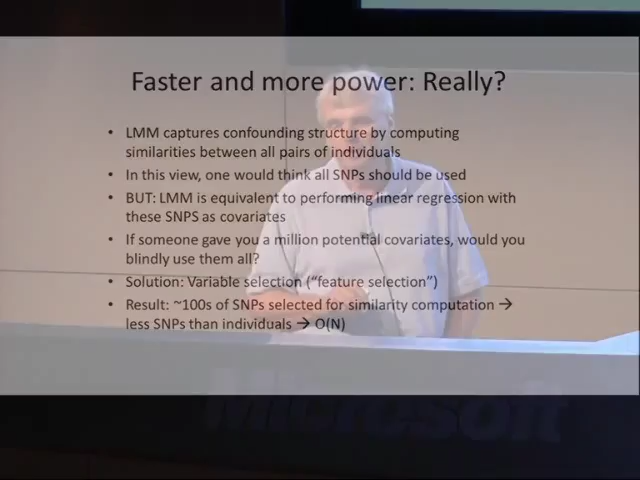 Faster and more power: Really?
• LMM captures confounding structure by computing
similarities between all pairs of individuals
• In this view, one would think all SNPs should be used
• BUT: LMM is equivalent to performing linear regression with
these SNPS as covariates
• If someone gave you a million potential covariates, would you
blindly use them all?
• Solution: Variable selection ("feature selection")
• Result: ~100s of SNPs selected for similarity computation →
less SNPs than individuals → O(N)
Microsoft